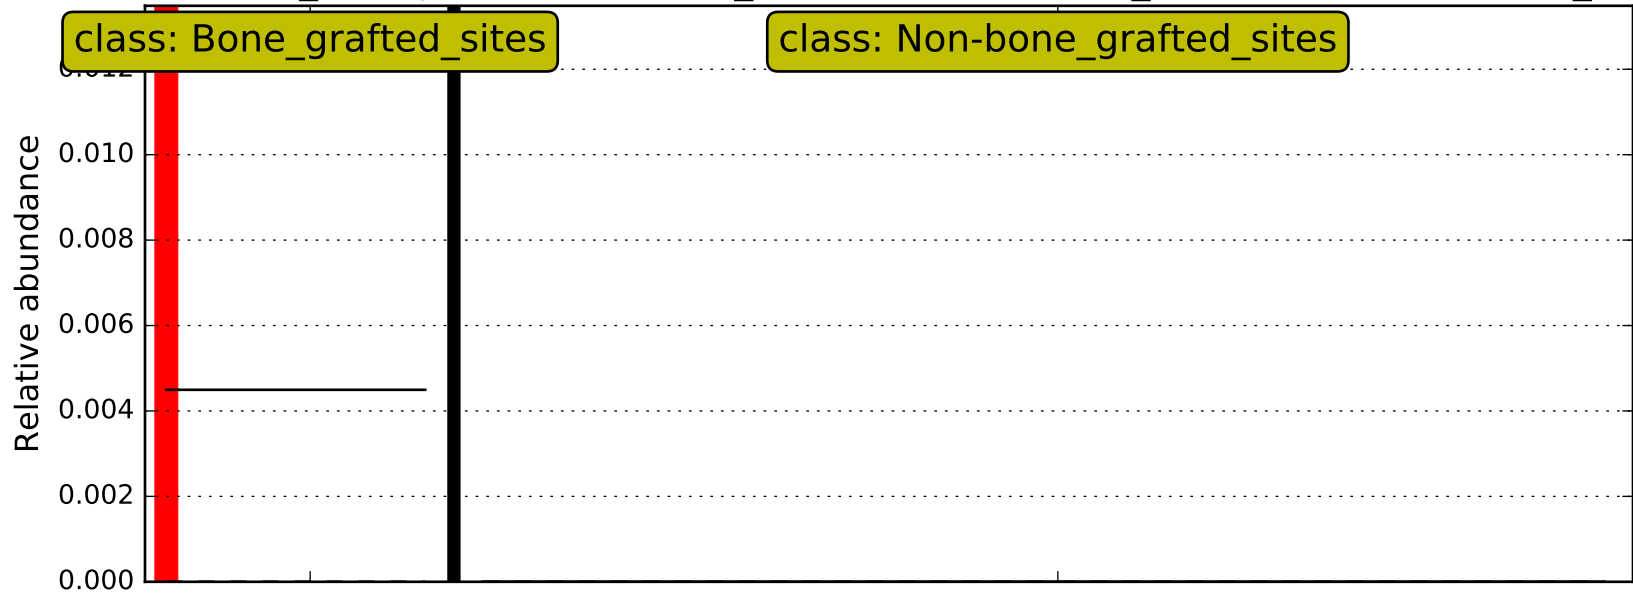 class: Bone_grafted_sites
class: Non-bone_grafted_sites
0.010
0.008
0.006
0.004
0.002
0.000
Relative abundance